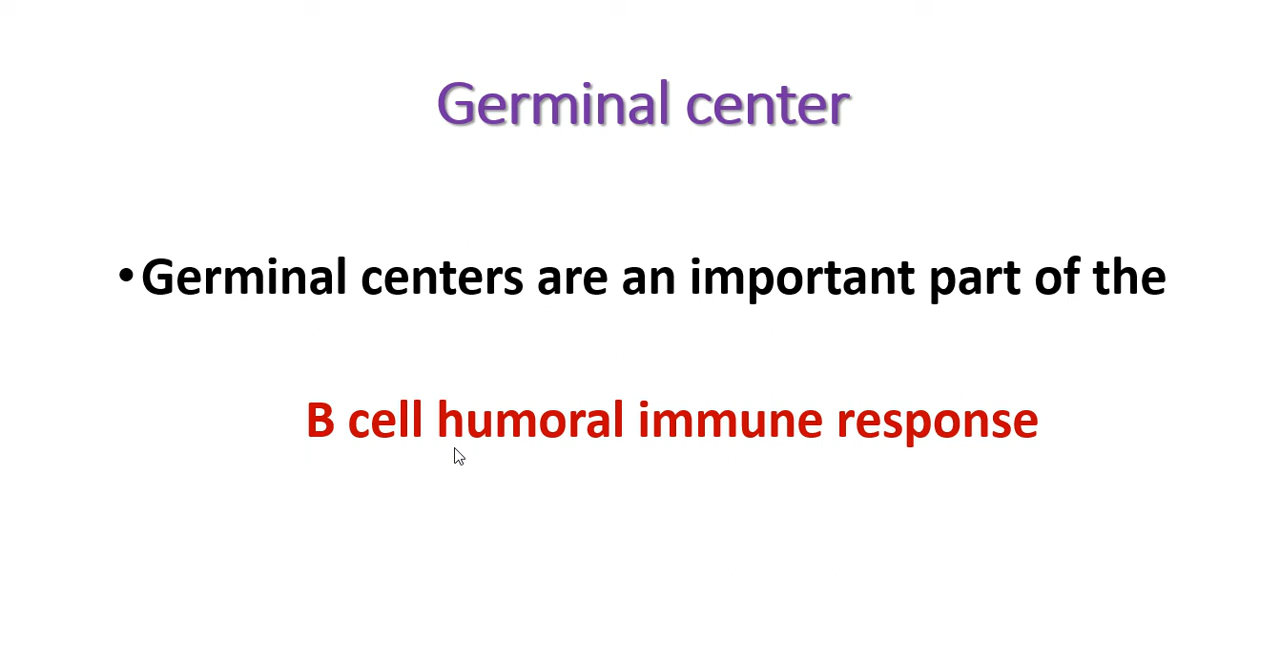 Germinal center
•Germinal centers are an important part of the
B cell humoral immune response